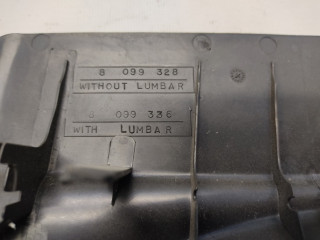 8 099 328
WITHOUT LUMBAR
8 099 336
WITH LUMBAR